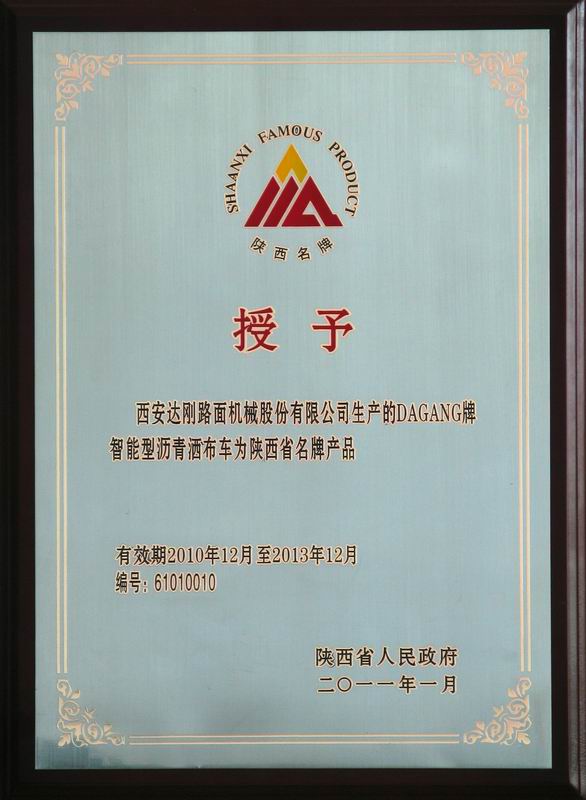 SHAANXI FAMOUS PRODUCT
陕西名牌
授予
西安达刚路面机械股份有限公司生产的DAGANG牌
智能型沥青洒布车为陕西省名牌产品
有效期2010年12月至2013年12月
编号：61010010
陕西省人民政府
二〇一一年一月